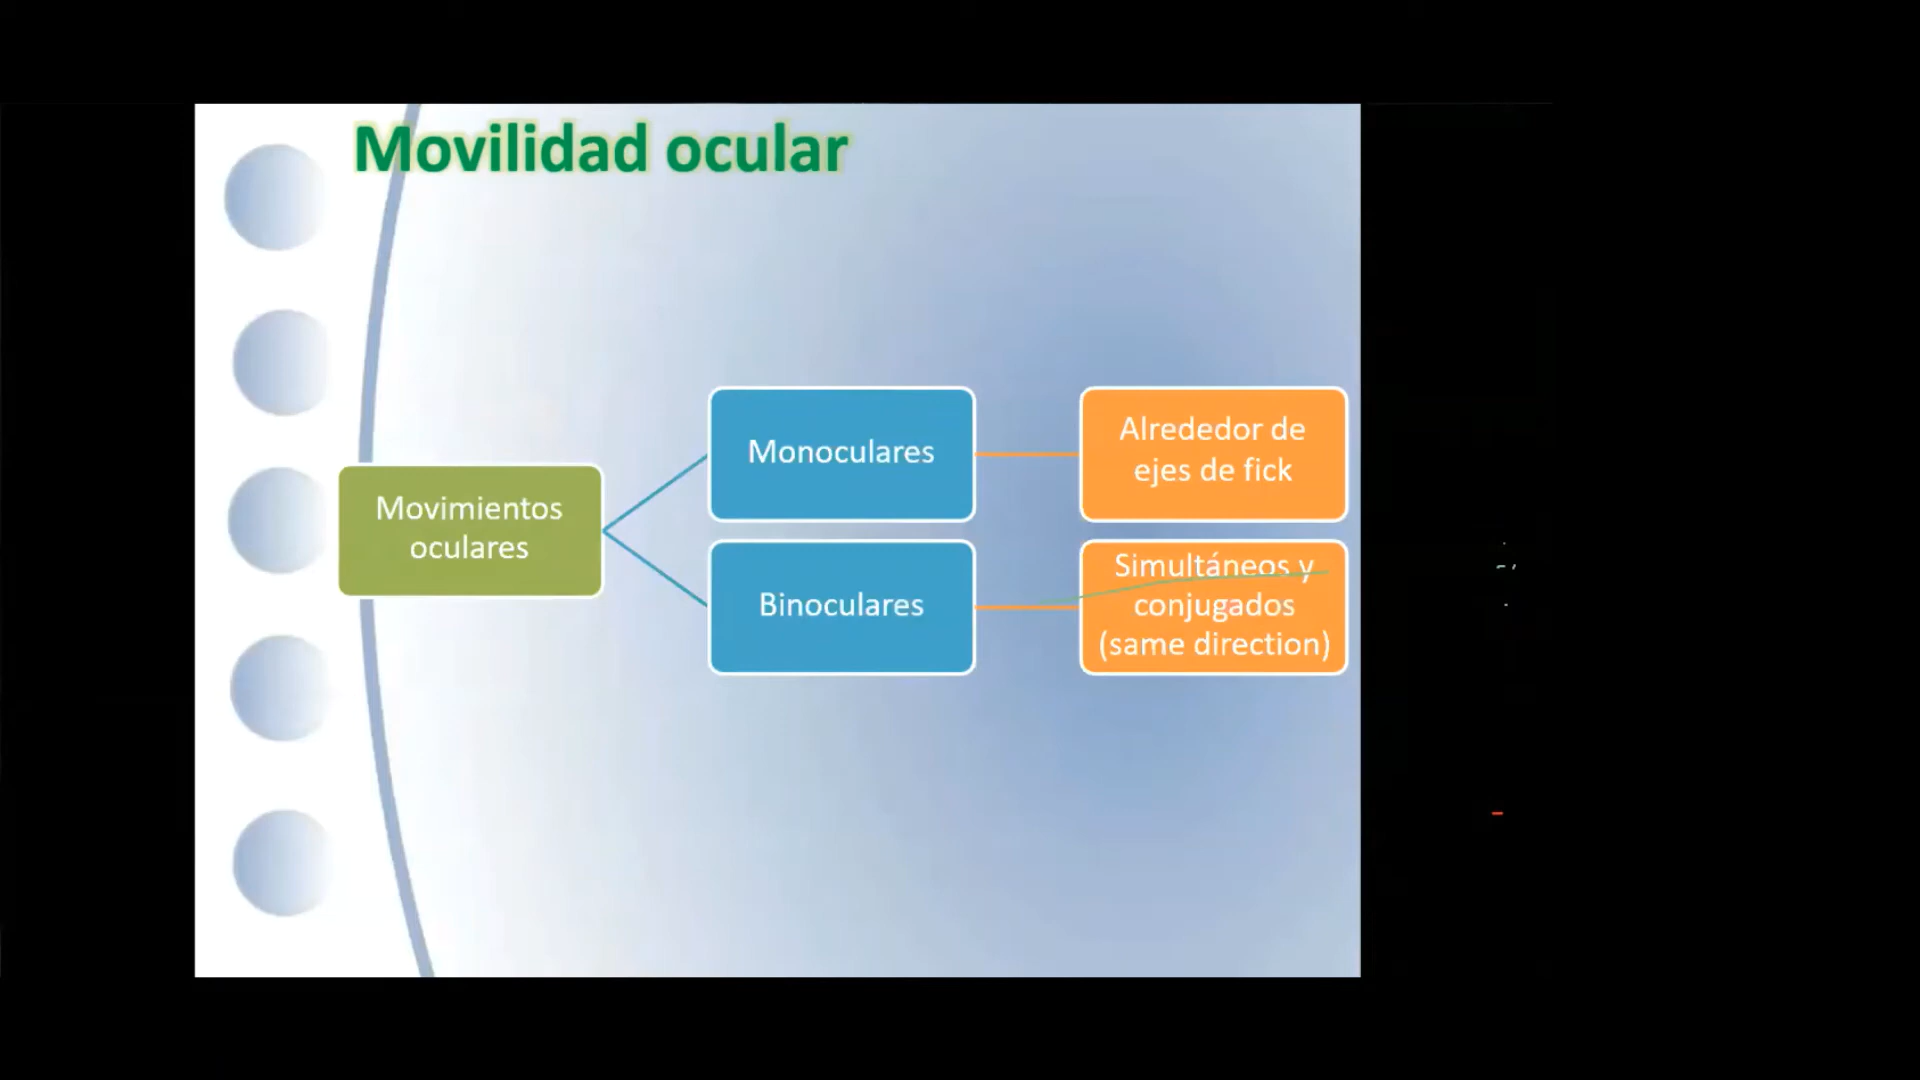 Movilidad ocular
Movimientos
oculares
Monoculares
Alrededor de
ejes de fick
Binoculares
Simultáneos y
conjugados
(same direction)